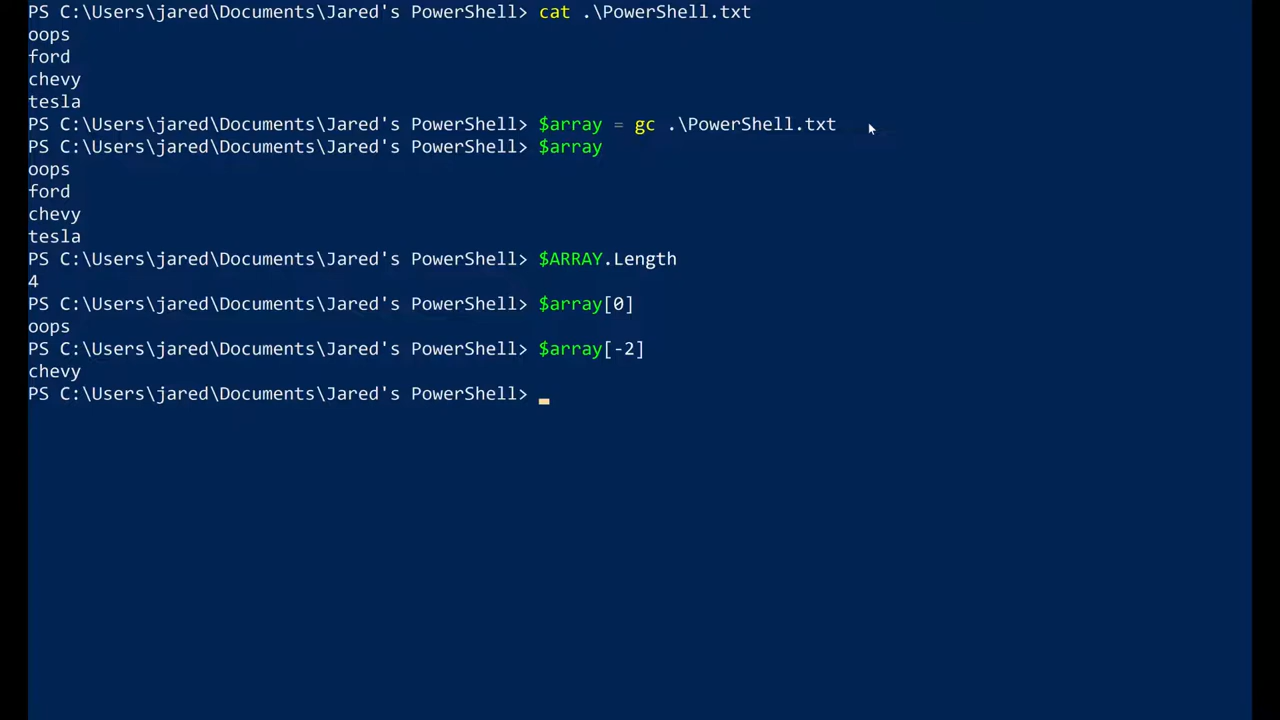 PS C:\Users\jared\Documents\Jared's PowerShell> cat .\PowerShell.txt
oops
ford
chevy
tesla
PS C:\Users\jared\Documents\Jared's PowerShell> $array = gc .\PowerShell.txt
PS C:\Users\jared\Documents\Jared's PowerShell> $array
oops
ford
chevy
tesla
PS C:\Users\jared\Documents\Jared's PowerShell> $ARRAY.Length
4
PS C:\Users\jared\Documents\Jared's PowerShell> $array[0]
oops
PS C:\Users\jared\Documents\Jared's PowerShell> $array[-2]
chevy
PS C:\Users\jared\Documents\Jared's PowerShell>